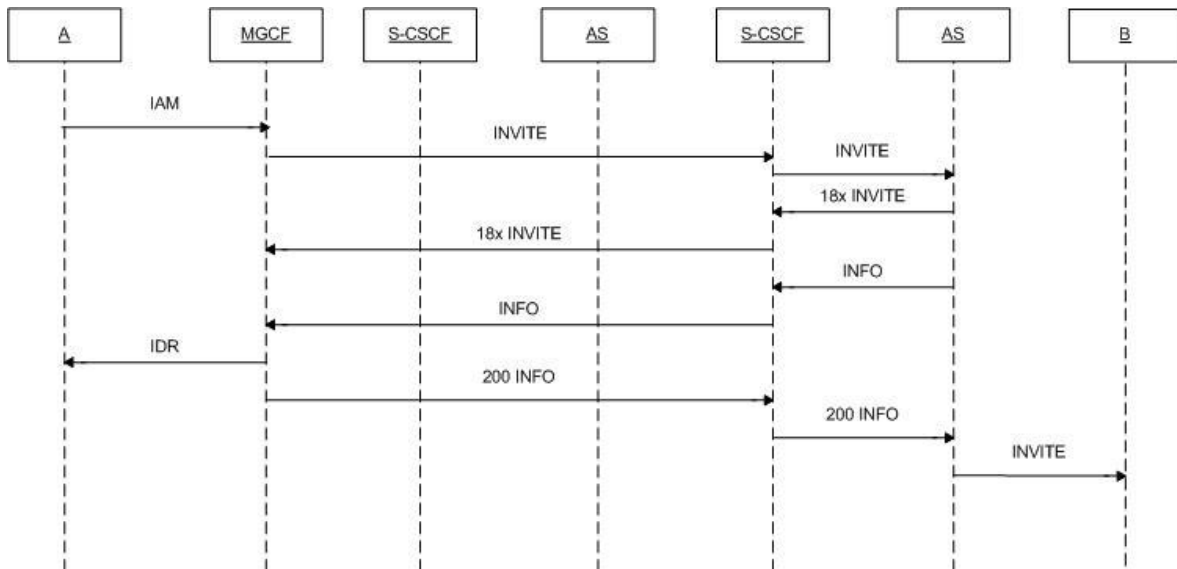 A MGCF S-CSCF AS S-CSCF AS B
IAM
INVITE
INVITE
18x INVITE
18x INVITE
INFO
INFO
IDR
200 INFO
200 INFO
INVITE